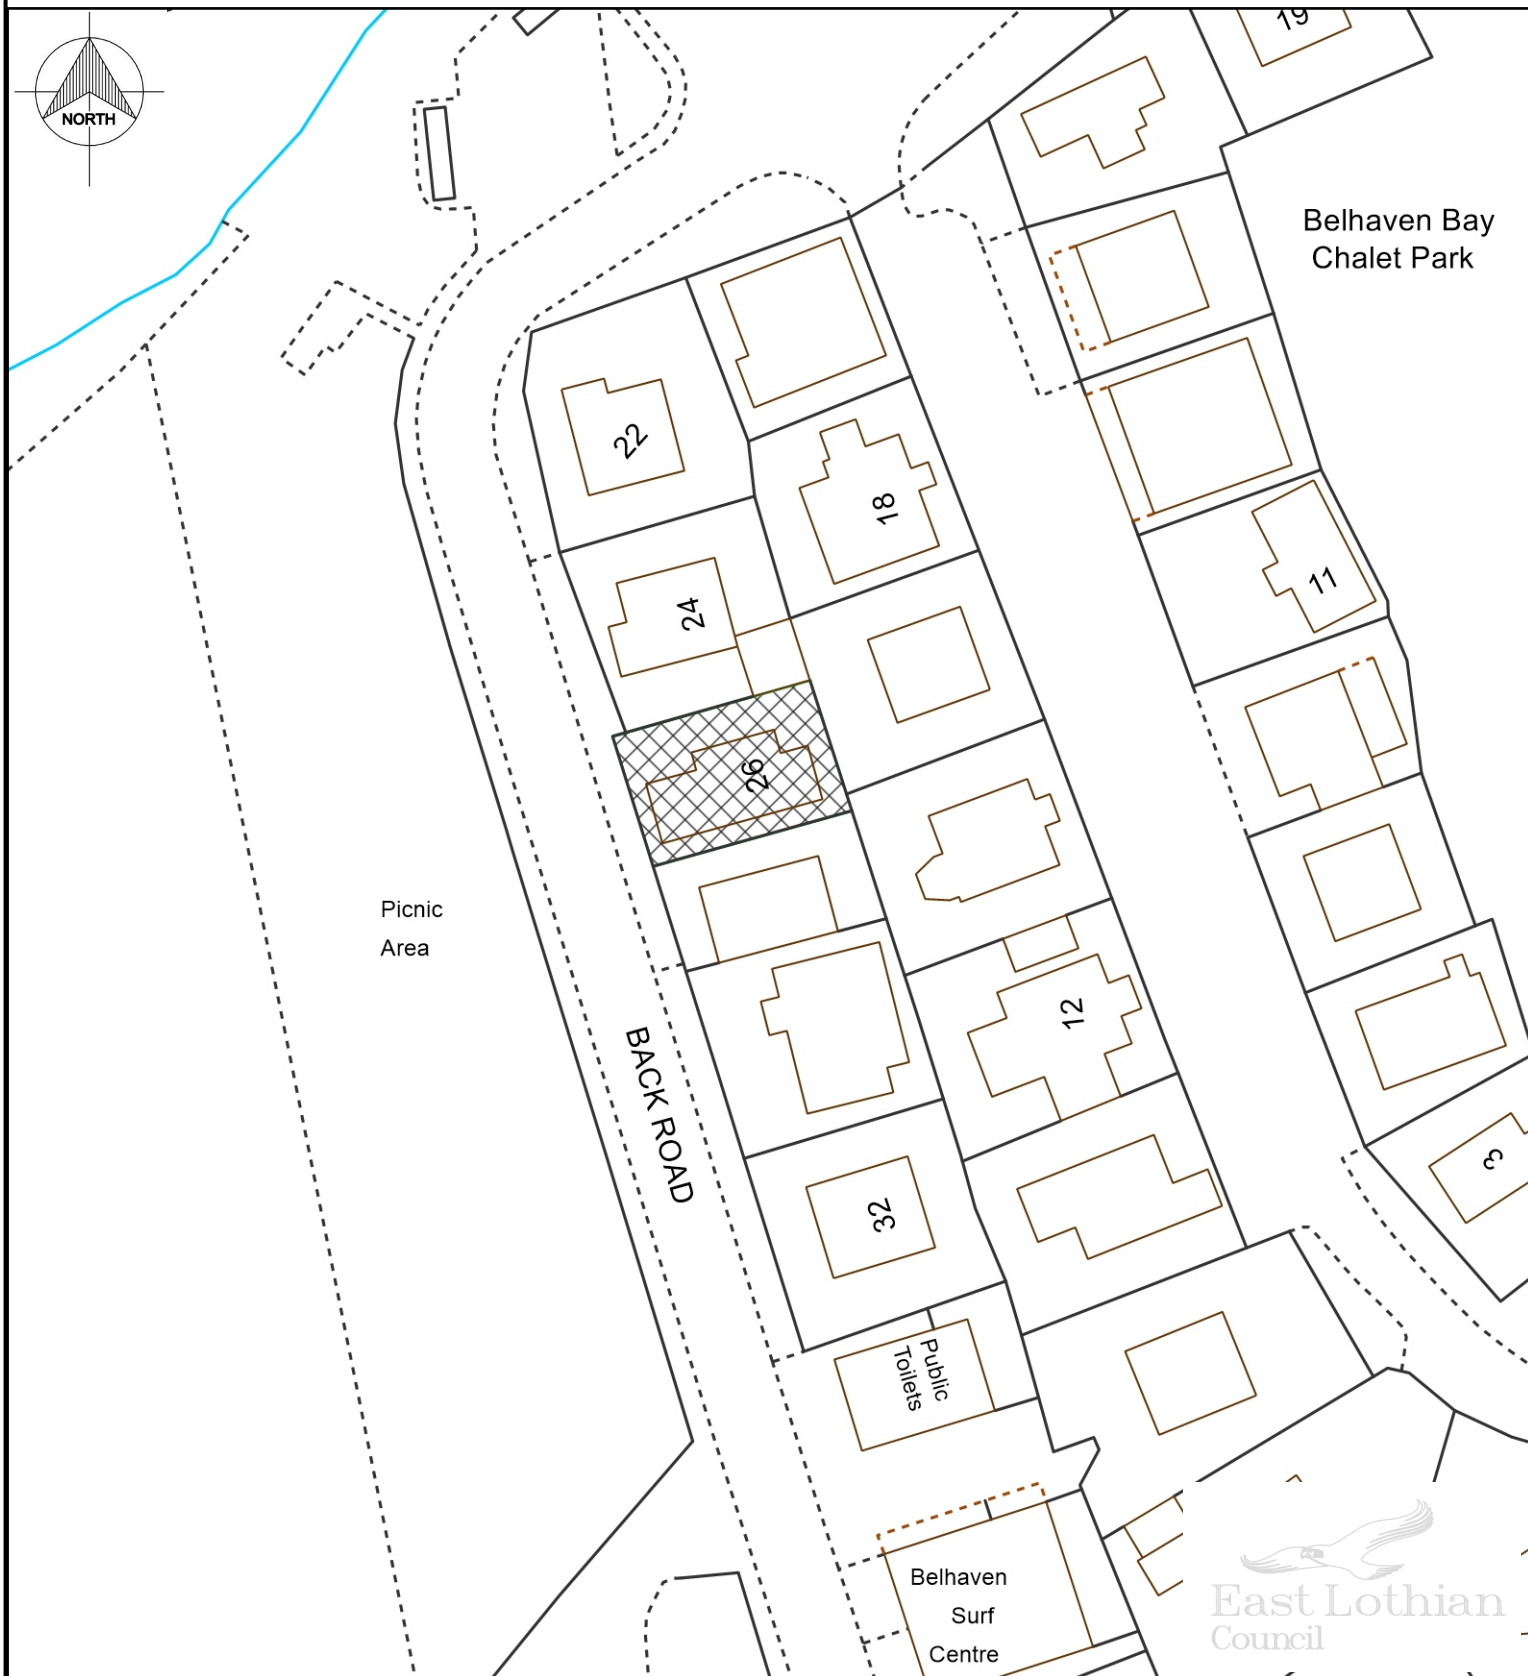 19
NORTH
Belhaven Bay
Chalet Park
22
18
24
11
26
Picnic
Area
12
BACK ROAD
3
32
Public
Toilets
Belhaven
Surf
Centre
East Lothian
Council